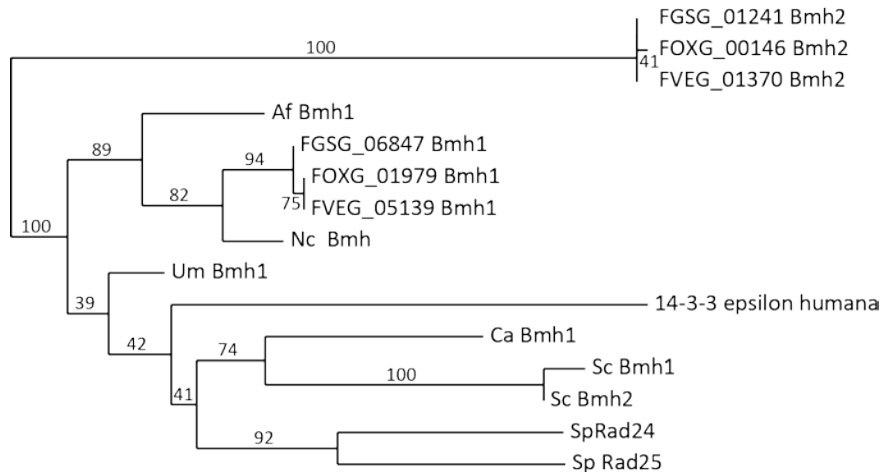 FGSG_01241 Bmh2
100
FOXG_00146 Bmh2
41
FVEG_01370 Bmh2
Af Bmh1
FGSG_06847 Bmh1
89
94
FOXG_01979 Bmh1
82
75
FVEG_05139 Bmh1
100
Nc Bmh
Um Bmh1
39
14-3-3 epsilon humana
Ca Bmh1
42
74
Sc Bmh1
100
41
Sc Bmh2
SpRad24
92
Sp Rad25